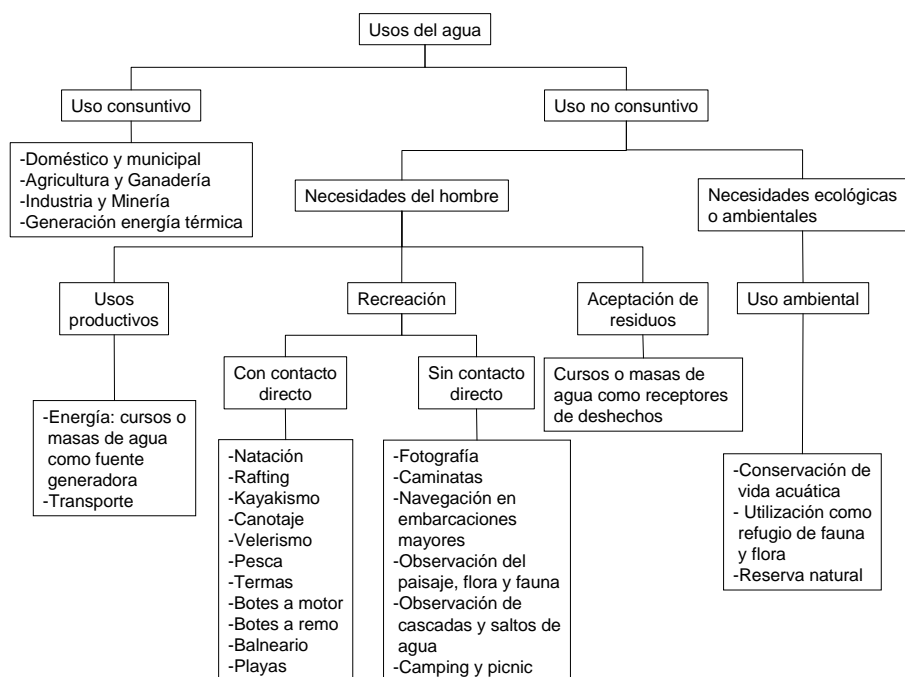 Usos del agua
Uso consuntivo
Uso no consuntivo
-Doméstico y municipal
-Agricultura y Ganadería
-Industria y Minería
-Generación energía térmica
Necesidades del hombre
Necesidades ecológicas
o ambientales
Usos
productivos
Recreación
Aceptación de
residuos
Uso ambiental
Con contacto
directo
Sin contacto
directo
Cursos o masas de
agua como receptores
de deshechos
-Energía: cursos o
masas de agua
como fuente
generadora
-Transporte
-Natación
-Rafting
-Kayakismo
-Canotaje
-Velerismo
-Pesca
-Termas
-Botes a motor
-Botes a remo
-Balneario
-Playas
-Fotografía
-Caminatas
-Navegación en
embarcaciones
mayores
-Observación del
paisaje, flora y fauna
-Observación de
cascadas y saltos de
agua
-Camping y picnic
-Conservación de
vida acuática
- Utilización como
refugio de fauna
y flora
-Reserva natural